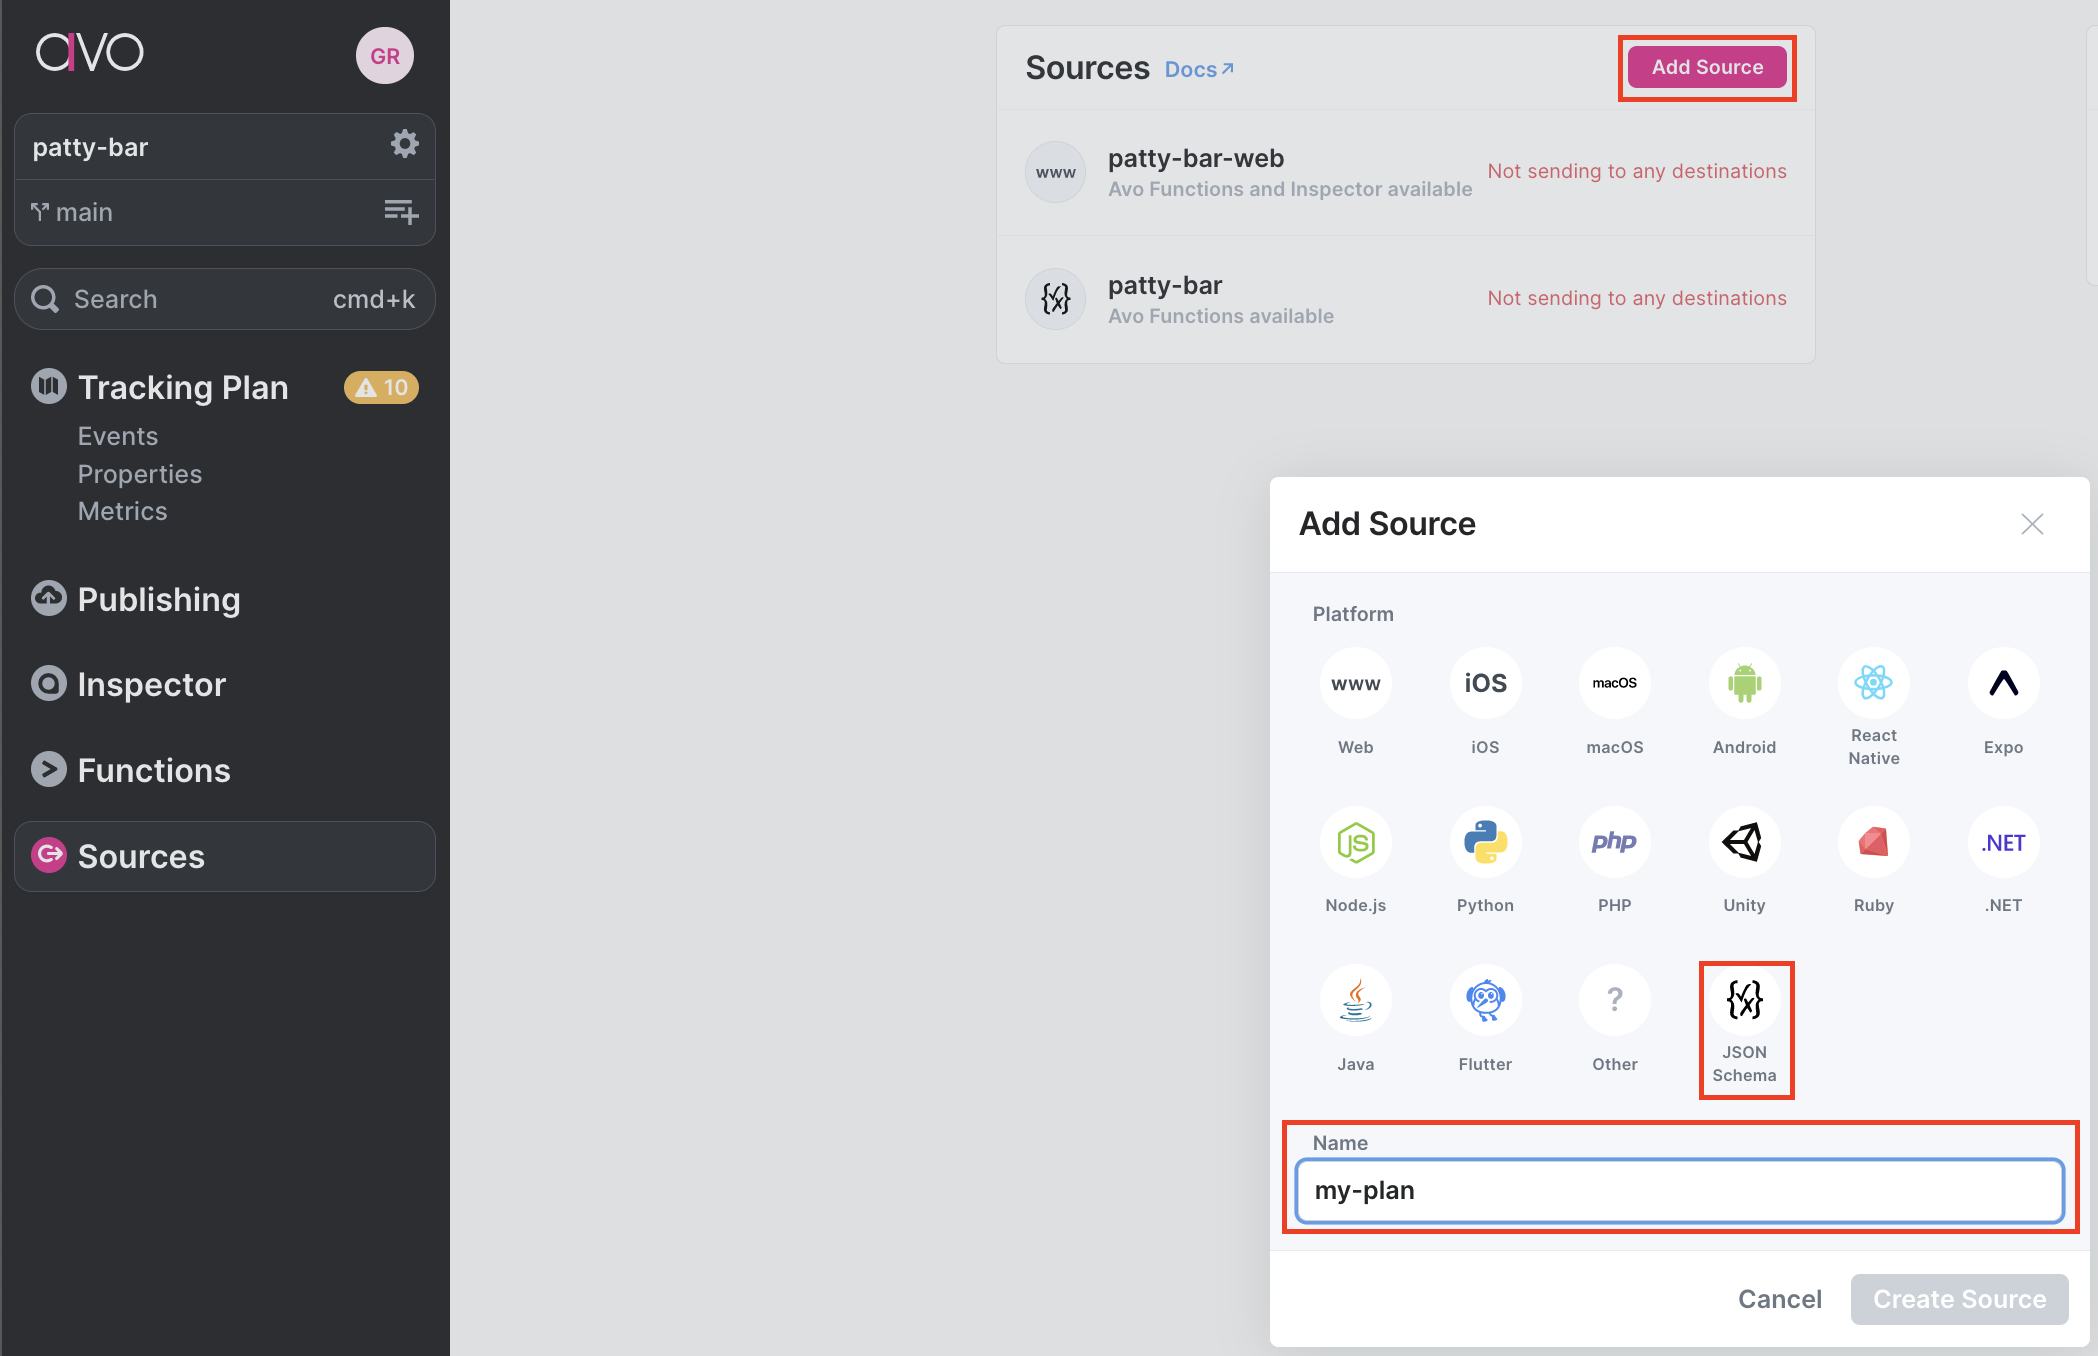 avo
GR
patty-bar
main
Search cmd+k
Tracking Plan 10
Events
Properties
Metrics
Publishing
Inspector
Functions
Sources
Sources Docs Add Source
www
patty-bar-web
Avo Functions and Inspector available
Not sending to any destinations
patty-bar
Avo Functions available
Not sending to any destinations
Add Source
Platform
www iOS macOS
Web iOS macOS Android React Native Expo
JS php .NET
Node.js Python PHP Unity Ruby .NET
?
Java Flutter Other JSON Schema
Name
my-plan
Cancel Create Source